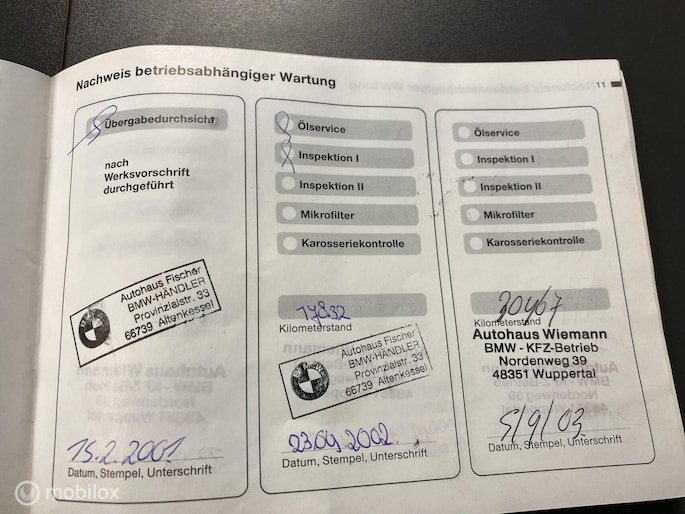 Nachweis betriebsabhängiger Wartung
11
Übergabedurchsicht
nach
Werksvorschrift
durchgeführt
Autohaus Fischer
BMW-HÄNDLER
Provinzialstr. 33
66739 Altenkessel
15.2.2001
Datum, Stempel, Unterschrift
Ölservice
Inspektion I
Inspektion II
Mikrofilter
Karosseriekontrolle
17832
Kilometerstand
Autohaus Fischer
BMW-HÄNDLER
Provinzialstr. 33
66739 Altenkessel
23.09.2002
Datum, Stempel, Unterschrift
Ölservice
Inspektion I
Inspektion II
Mikrofilter
Karosseriekontrolle
30467
Kilometerstand
Autohaus Wiemann
BMW - KFZ-Betrieb
Nordenweg 39
48351 Wuppertal
5/9/03
Datum, Stempel, Unterschrift
mobilox